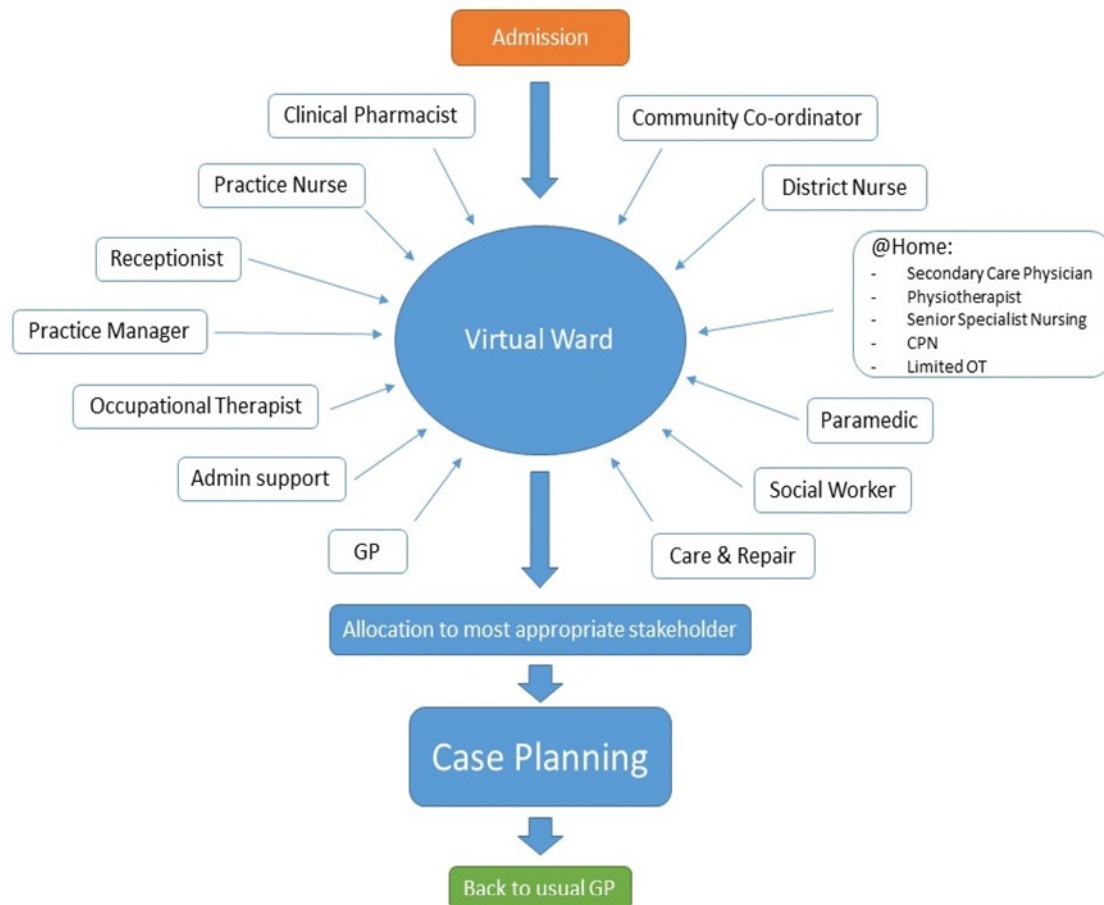 Admission
Clinical Pharmacist
Community Co-ordinator
Practice Nurse
District Nurse
Receptionist
@Home:
- Secondary Care Physician
- Physiotherapist
- Senior Specialist Nursing
- CPN
- Limited OT
Practice Manager
Virtual Ward
Occupational Therapist
Paramedic
Admin support
Social Worker
GP
Care & Repair
Allocation to most appropriate stakeholder
Case Planning
Back to usual GP